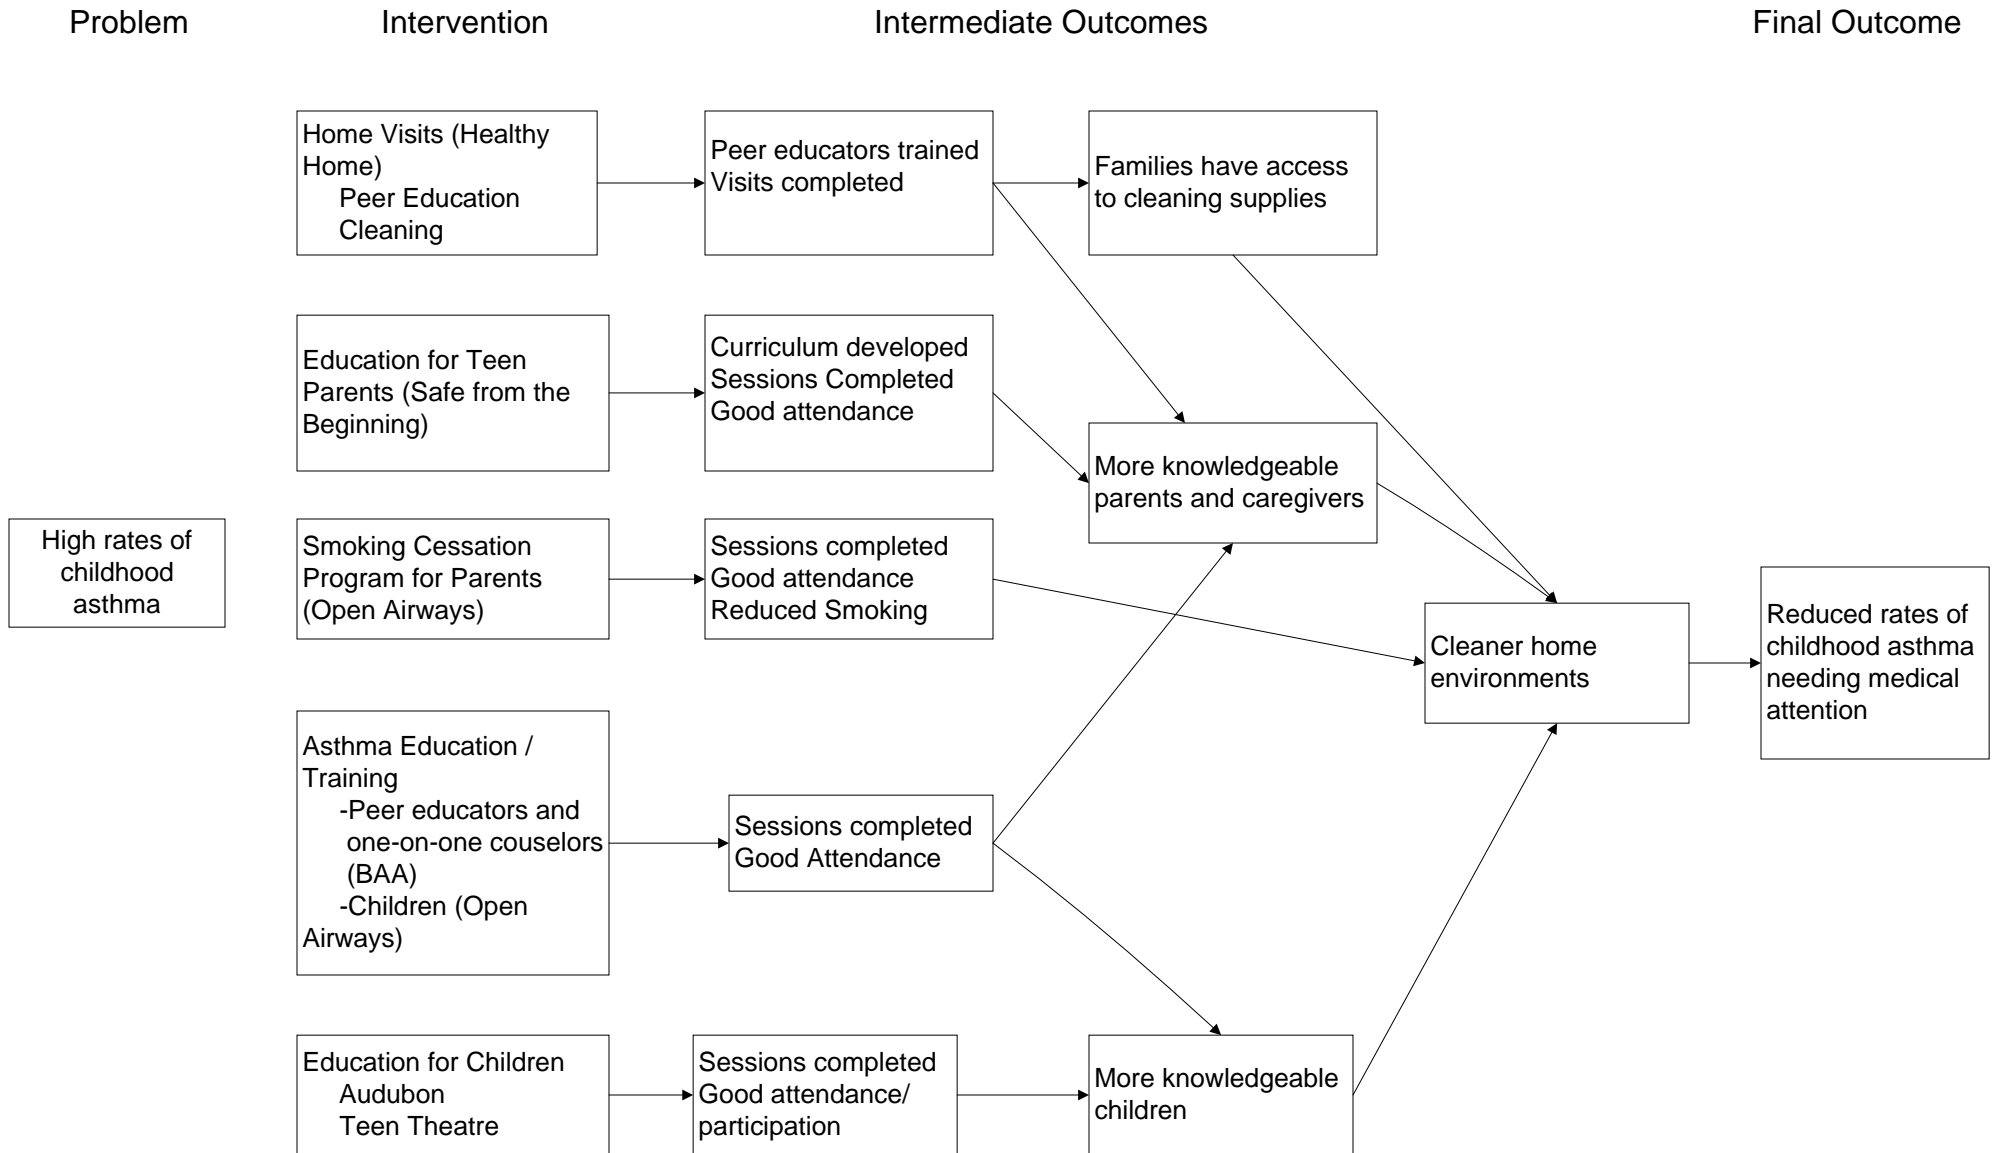 Problem
Intervention
Intermediate Outcomes
Final Outcome
Home Visits (Healthy
Home)
Peer Education
Cleaning
Peer educators trained
Visits completed
Families have access
to cleaning supplies
Education for Teen
Parents (Safe from the
Beginning)
Curriculum developed
Sessions Completed
Good attendance
More knowledgeable
parents and caregivers
High rates of
childhood
asthma
Smoking Cessation
Program for Parents
(Open Airways)
Sessions completed
Good attendance
Reduced Smoking
Cleaner home
environments
Reduced rates of
childhood asthma
needing medical
attention
Asthma Education /
Training
-Peer educators and
one-on-one couselors
(BAA)
-Children (Open
Airways)
Sessions completed
Good Attendance
Education for Children
Audubon
Teen Theatre
Sessions completed
Good attendance/
participation
More knowledgeable
children